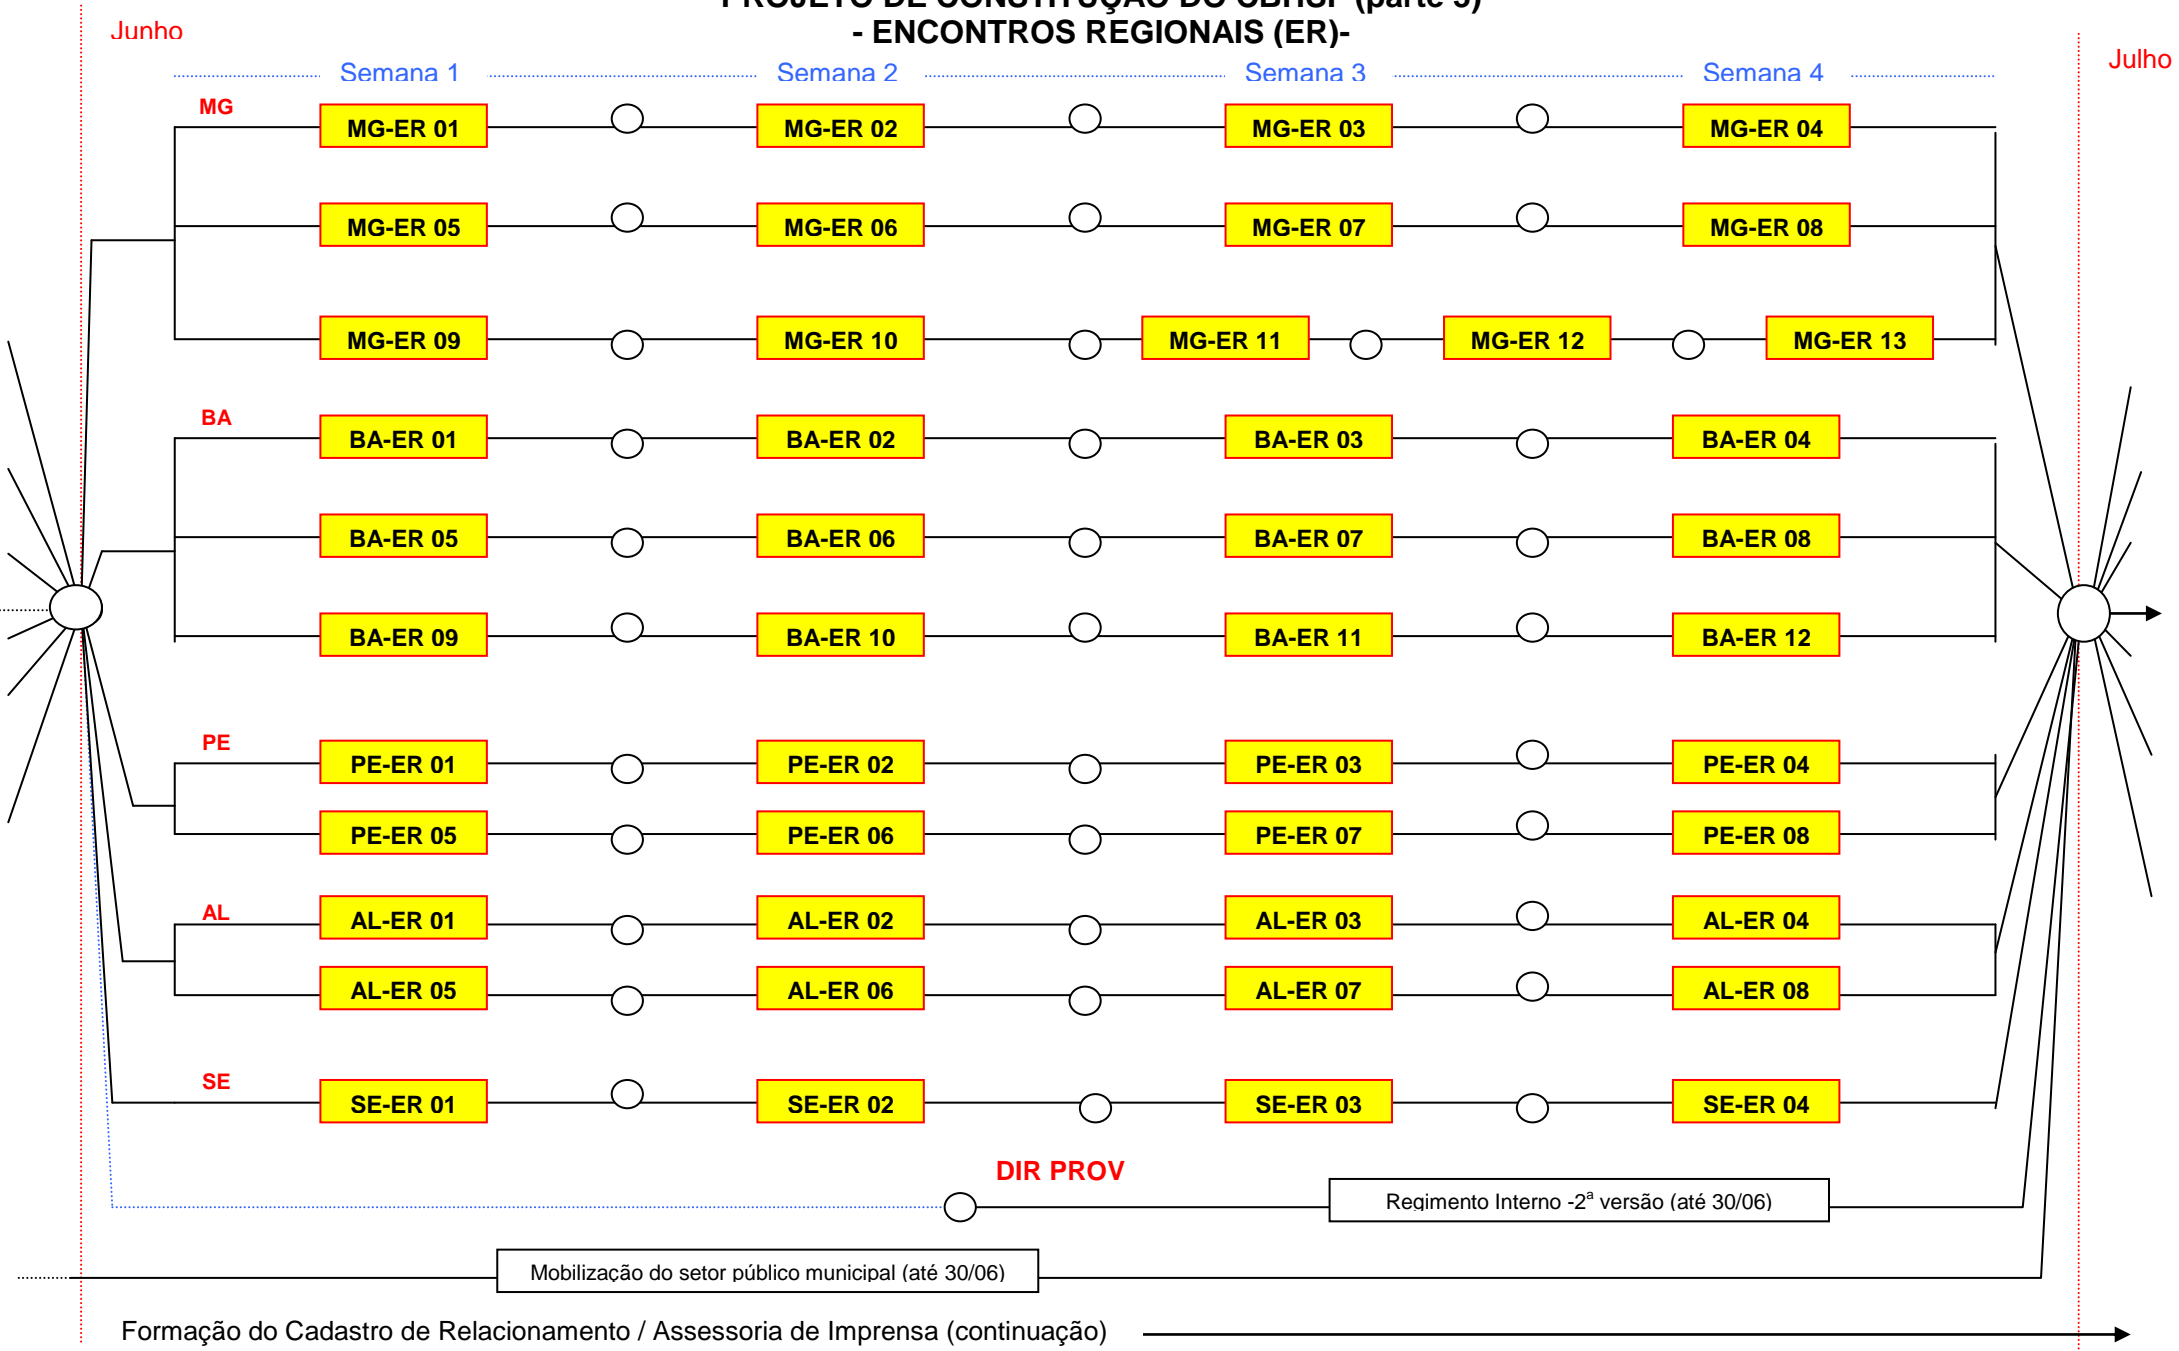 PROJETO DE CONSTITUIÇÃO DO CBHSF (parte 3)
- ENCONTROS REGIONAIS (ER)-
Junho
Julho
Semana 1 Semana 2 Semana 3 Semana 4
MG
MG-ER 01 MG-ER 02 MG-ER 03 MG-ER 04
MG-ER 05 MG-ER 06 MG-ER 07 MG-ER 08
MG-ER 09 MG-ER 10 MG-ER 11 MG-ER 12 MG-ER 13
BA
BA-ER 01 BA-ER 02 BA-ER 03 BA-ER 04
BA-ER 05 BA-ER 06 BA-ER 07 BA-ER 08
BA-ER 09 BA-ER 10 BA-ER 11 BA-ER 12
PE
PE-ER 01 PE-ER 02 PE-ER 03 PE-ER 04
PE-ER 05 PE-ER 06 PE-ER 07 PE-ER 08
AL
AL-ER 01 AL-ER 02 AL-ER 03 AL-ER 04
AL-ER 05 AL-ER 06 AL-ER 07 AL-ER 08
SE
SE-ER 01 SE-ER 02 SE-ER 03 SE-ER 04
DIR PROV
Regimento Interno -2ª versão (até 30/06)
Mobilização do setor público municipal (até 30/06)
Formação do Cadastro de Relacionamento / Assessoria de Imprensa (continuação)